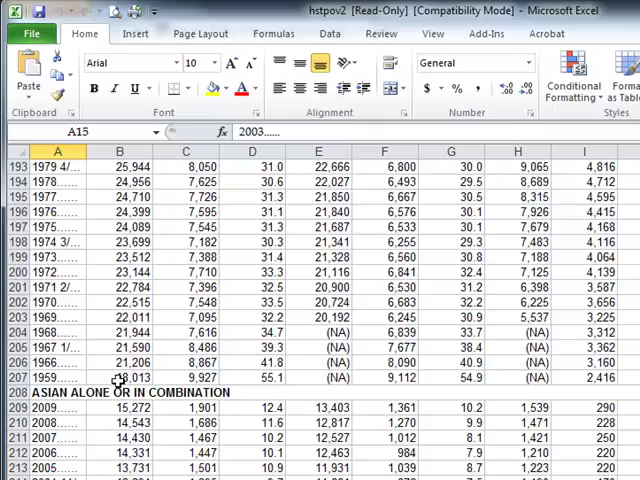 hstpov2 [Read-Only] [Compatibility Mode] - Microsoft Excel
File Home Insert Page Layout Formulas Data Review View Add-Ins Acrobat
Arial 10 A A General
Paste B I U $ % , Conditional Formatting Forma as Table
Clipboard Font Alignment Number
A15 fx 2003......
A B C D E F G H I
193 1979 4/... 25,944 8,050 31.0 22,666 6,800 30.0 9,065 4,816
194 1978...... 24,956 7,625 30.6 22,027 6,493 29.5 8,689 4,712
195 1977...... 24,710 7,726 31.3 21,850 6,667 30.5 8,315 4,595
196 1976...... 24,399 7,595 31.1 21,840 6,576 30.1 7,926 4,415
197 1975...... 24,089 7,545 31.3 21,687 6,533 30.1 7,679 4,168
198 1974 3/... 23,699 7,182 30.3 21,341 6,255 29.3 7,483 4,116
199 1973...... 23,512 7,388 31.4 21,328 6,560 30.8 7,188 4,064
200 1972...... 23,144 7,710 33.3 21,116 6,841 32.4 7,125 4,139
201 1971 2/... 22,784 7,396 32.5 20,900 6,530 31.2 6,398 3,587
202 1970...... 22,515 7,548 33.5 20,724 6,683 32.2 6,225 3,656
203 1969...... 22,011 7,095 32.2 20,192 6,245 30.9 5,537 3,225
204 1968...... 21,944 7,616 34.7 (NA) 6,839 33.7 (NA) 3,312
205 1967 1/... 21,590 8,486 39.3 (NA) 7,677 38.4 (NA) 3,362
206 1966...... 21,206 8,867 41.8 (NA) 8,090 40.9 (NA) 3,160
207 1959...... 8,013 9,927 55.1 (NA) 9,112 54.9 (NA) 2,416
208 ASIAN ALONE OR IN COMBINATION
209 2009...... 15,272 1,901 12.4 13,403 1,361 10.2 1,539 290
210 2008...... 14,543 1,686 11.6 12,817 1,270 9.9 1,471 228
211 2007...... 14,430 1,467 10.2 12,507 1,012 8.1 1,421 250
212 2006...... 14,331 1,447 10.1 12,463 984 7.9 1,210 220
213 2005...... 13,731 1,501 10.9 11,931 1,039 8.7 1,223 220